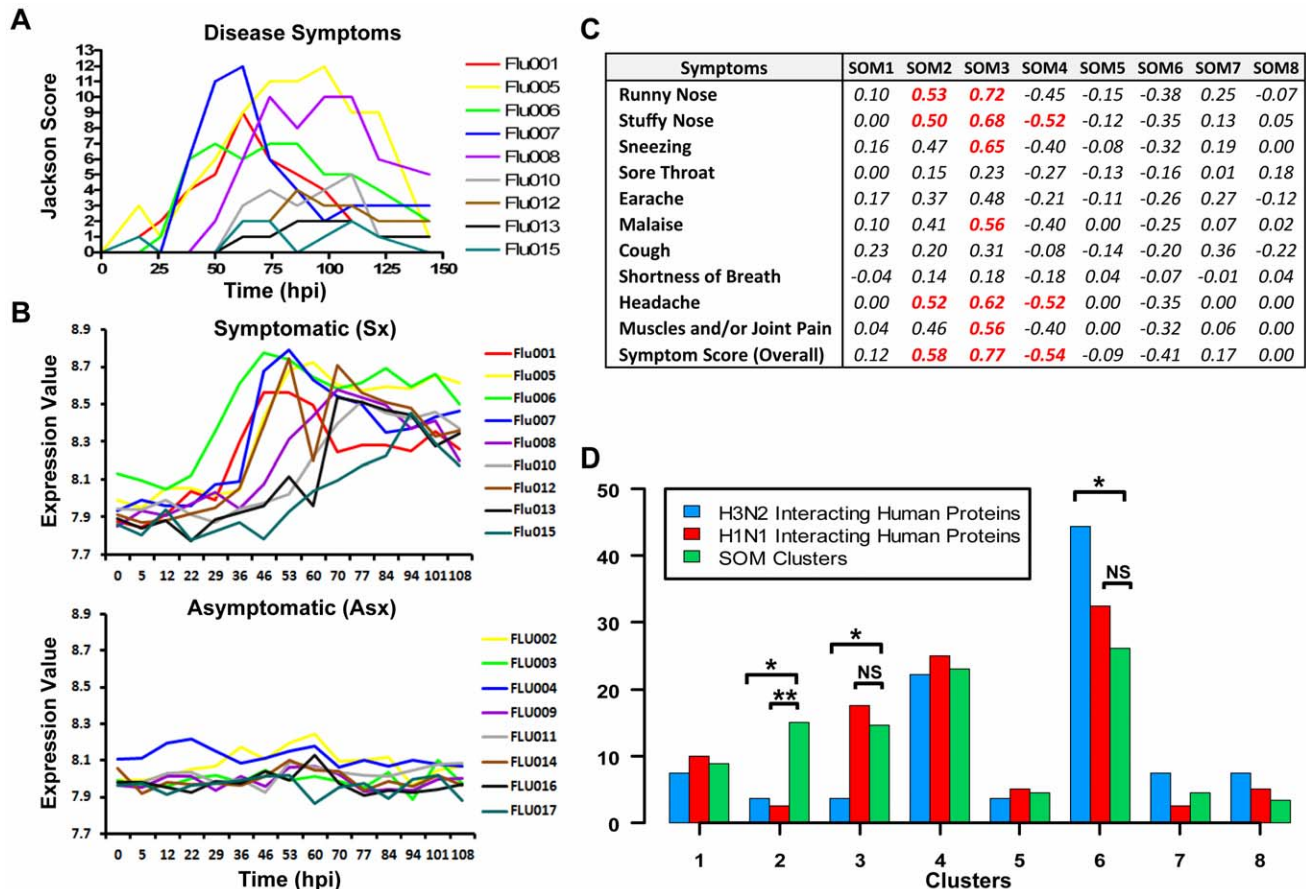 A
Disease Symptoms
Jackson Score
13
12
11
10
9
8
7
6
5
4
3
2
1
0
0 25 50 75 100 125 150
Time (hpi)
Flu001
Flu005
Flu006
Flu007
Flu008
Flu010
Flu012
Flu013
Flu015
B
Symptomatic (Sx)
Expression Value
8.9
8.7
8.5
8.3
8.1
7.9
7.7
0 5 12 22 29 36 46 53 60 70 77 84 94 101 108
Flu001
Flu005
Flu006
Flu007
Flu008
Flu010
Flu012
Flu013
Flu015
Asymptomatic (Asx)
Expression Value
8.9
8.7
8.5
8.3
8.1
7.9
7.7
0 5 12 22 29 36 46 53 60 70 77 84 94 101 108
Time (hpi)
FLU002
FLU003
FLU004
FLU009
FLU011
FLU014
FLU016
FLU017
C
Symptoms SOM1 SOM2 SOM3 SOM4 SOM5 SOM6 SOM7 SOM8
Runny Nose 0.10 0.53 0.72 -0.45 -0.15 -0.38 0.25 -0.07
Stuffy Nose 0.00 0.50 0.68 -0.52 -0.12 -0.35 0.13 0.05
Sneezing 0.16 0.47 0.65 -0.40 -0.08 -0.32 0.19 0.00
Sore Throat 0.00 0.15 0.23 -0.27 -0.13 -0.16 0.01 0.18
Earache 0.17 0.37 0.48 -0.21 -0.11 -0.26 0.27 -0.12
Malaise 0.10 0.41 0.56 -0.40 0.00 -0.25 0.07 0.02
Cough 0.23 0.20 0.31 -0.08 -0.14 -0.20 0.36 -0.22
Shortness of Breath -0.04 0.14 0.18 -0.18 0.04 -0.07 -0.01 0.04
Headache 0.00 0.52 0.62 -0.52 0.00 -0.35 0.00 0.00
Muscles and/or Joint Pain 0.04 0.46 0.56 -0.40 0.00 -0.32 0.06 0.00
Symptom Score (Overall) 0.12 0.58 0.77 -0.54 -0.09 -0.41 0.17 0.00
D
50
40
30
20
10
0
H3N2 Interacting Human Proteins
H1N1 Interacting Human Proteins
SOM Clusters
*
**
*
NS
*
NS
1 2 3 4 5 6 7 8
Clusters